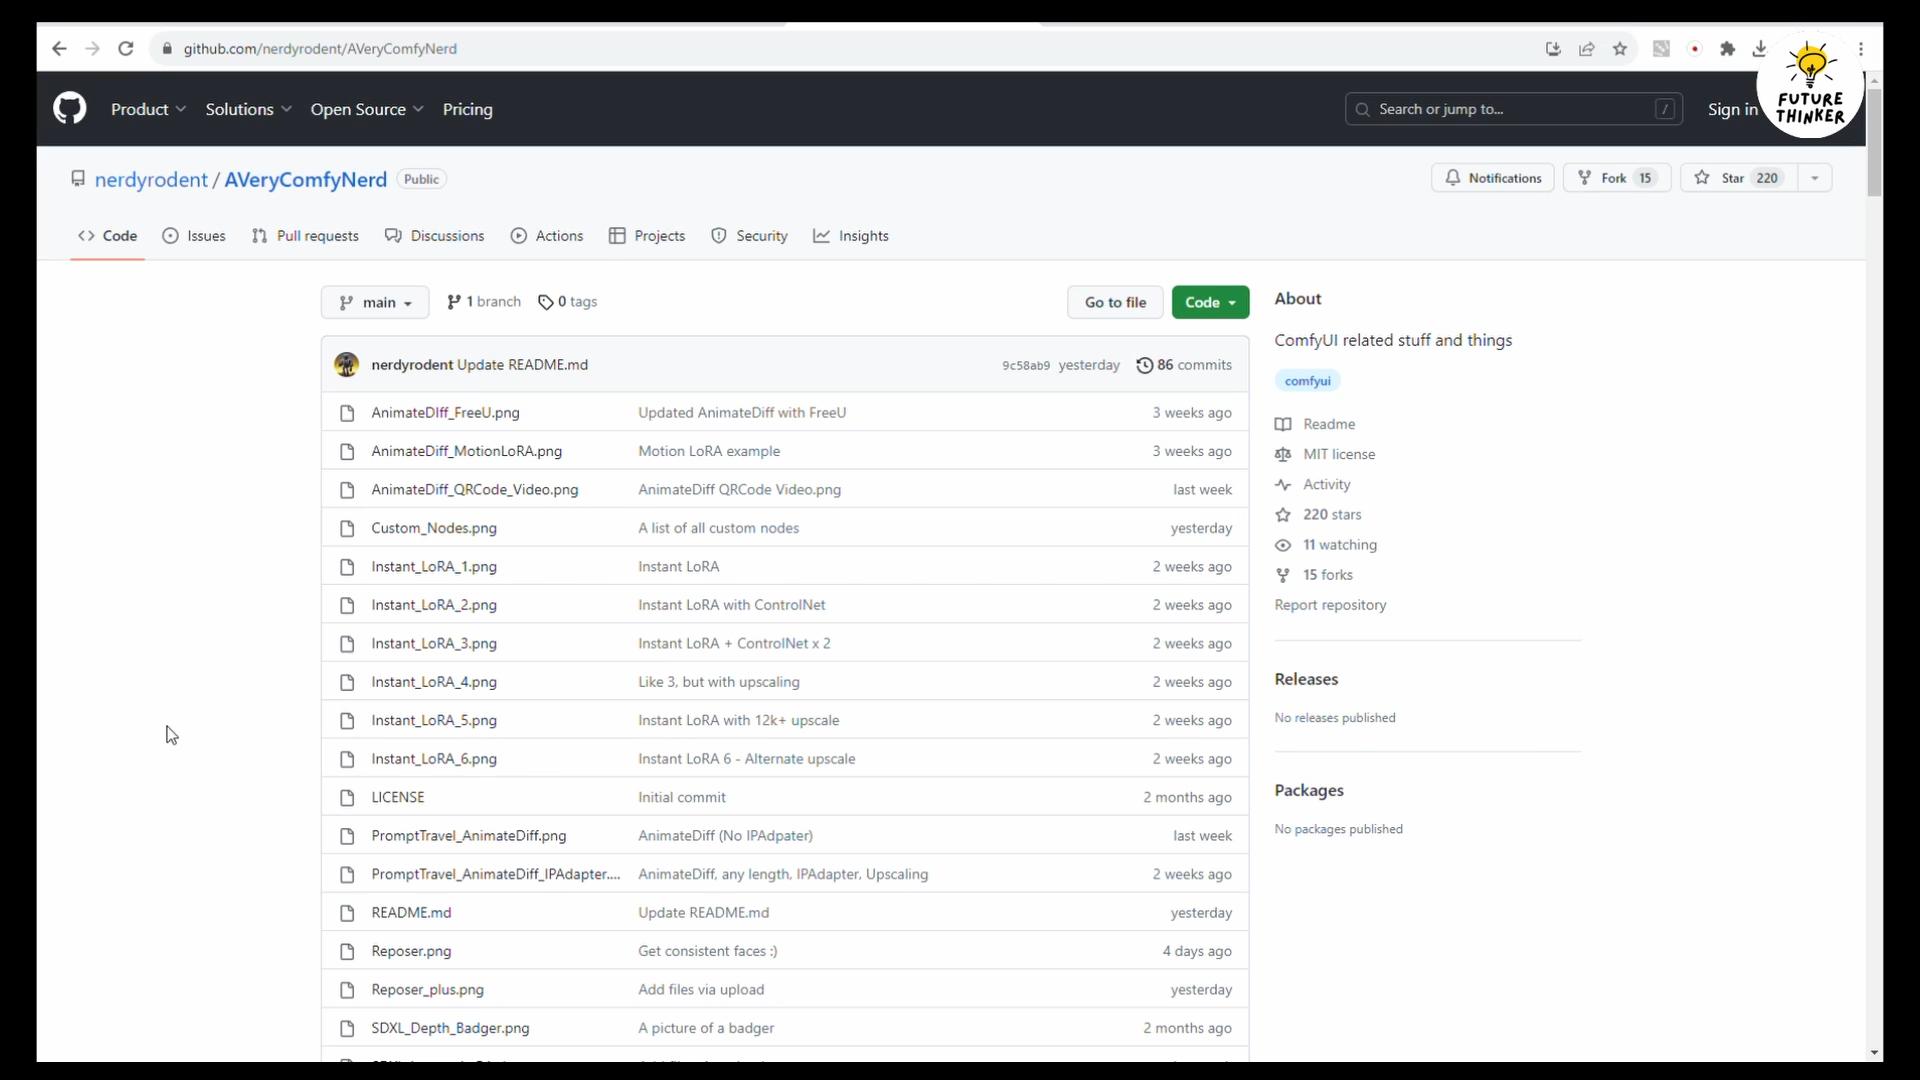 github.com/nerdyrodent/AVeryComfyNerd
FUTURE
THINKER
Product Solutions Open Source Pricing Search or jump to... / Sign in
nerdyrodent / AVeryComfyNerd Public Notifications Fork 15 Star 220
Code Issues Pull requests Discussions Actions Projects Security Insights
main 1 branch 0 tags Go to file Code
nerdyrodent Update README.md 9c58ab9 yesterday 86 commits
AnimateDIff_FreeU.png Updated AnimateDiff with FreeU 3 weeks ago
AnimateDiff_MotionLoRA.png Motion LoRA example 3 weeks ago
AnimateDiff_QRCode_Video.png AnimateDiff QRCode Video.png last week
Custom_Nodes.png A list of all custom nodes yesterday
Instant_LoRA_1.png Instant LoRA 2 weeks ago
Instant_LoRA_2.png Instant LoRA with ControlNet 2 weeks ago
Instant_LoRA_3.png Instant LoRA + ControlNet x 2 2 weeks ago
Instant_LoRA_4.png Like 3, but with upscaling 2 weeks ago
Instant_LoRA_5.png Instant LoRA with 12k+ upscale 2 weeks ago
Instant_LoRA_6.png Instant LoRA 6 - Alternate upscale 2 weeks ago
LICENSE Initial commit 2 months ago
PromptTravel_AnimateDiff.png AnimateDiff (No IPAdpater) last week
PromptTravel_AnimateDiff_IPAdapter.... AnimateDiff, any length, IPAdapter, Upscaling 2 weeks ago
README.md Update README.md yesterday
Reposer.png Get consistent faces :) 4 days ago
Reposer_plus.png Add files via upload yesterday
SDXL_Depth_Badger.png A picture of a badger 2 months ago
About
ComfyUI related stuff and things
comfyui
Readme
MIT license
Activity
220 stars
11 watching
15 forks
Report repository
Releases
No releases published
Packages
No packages published